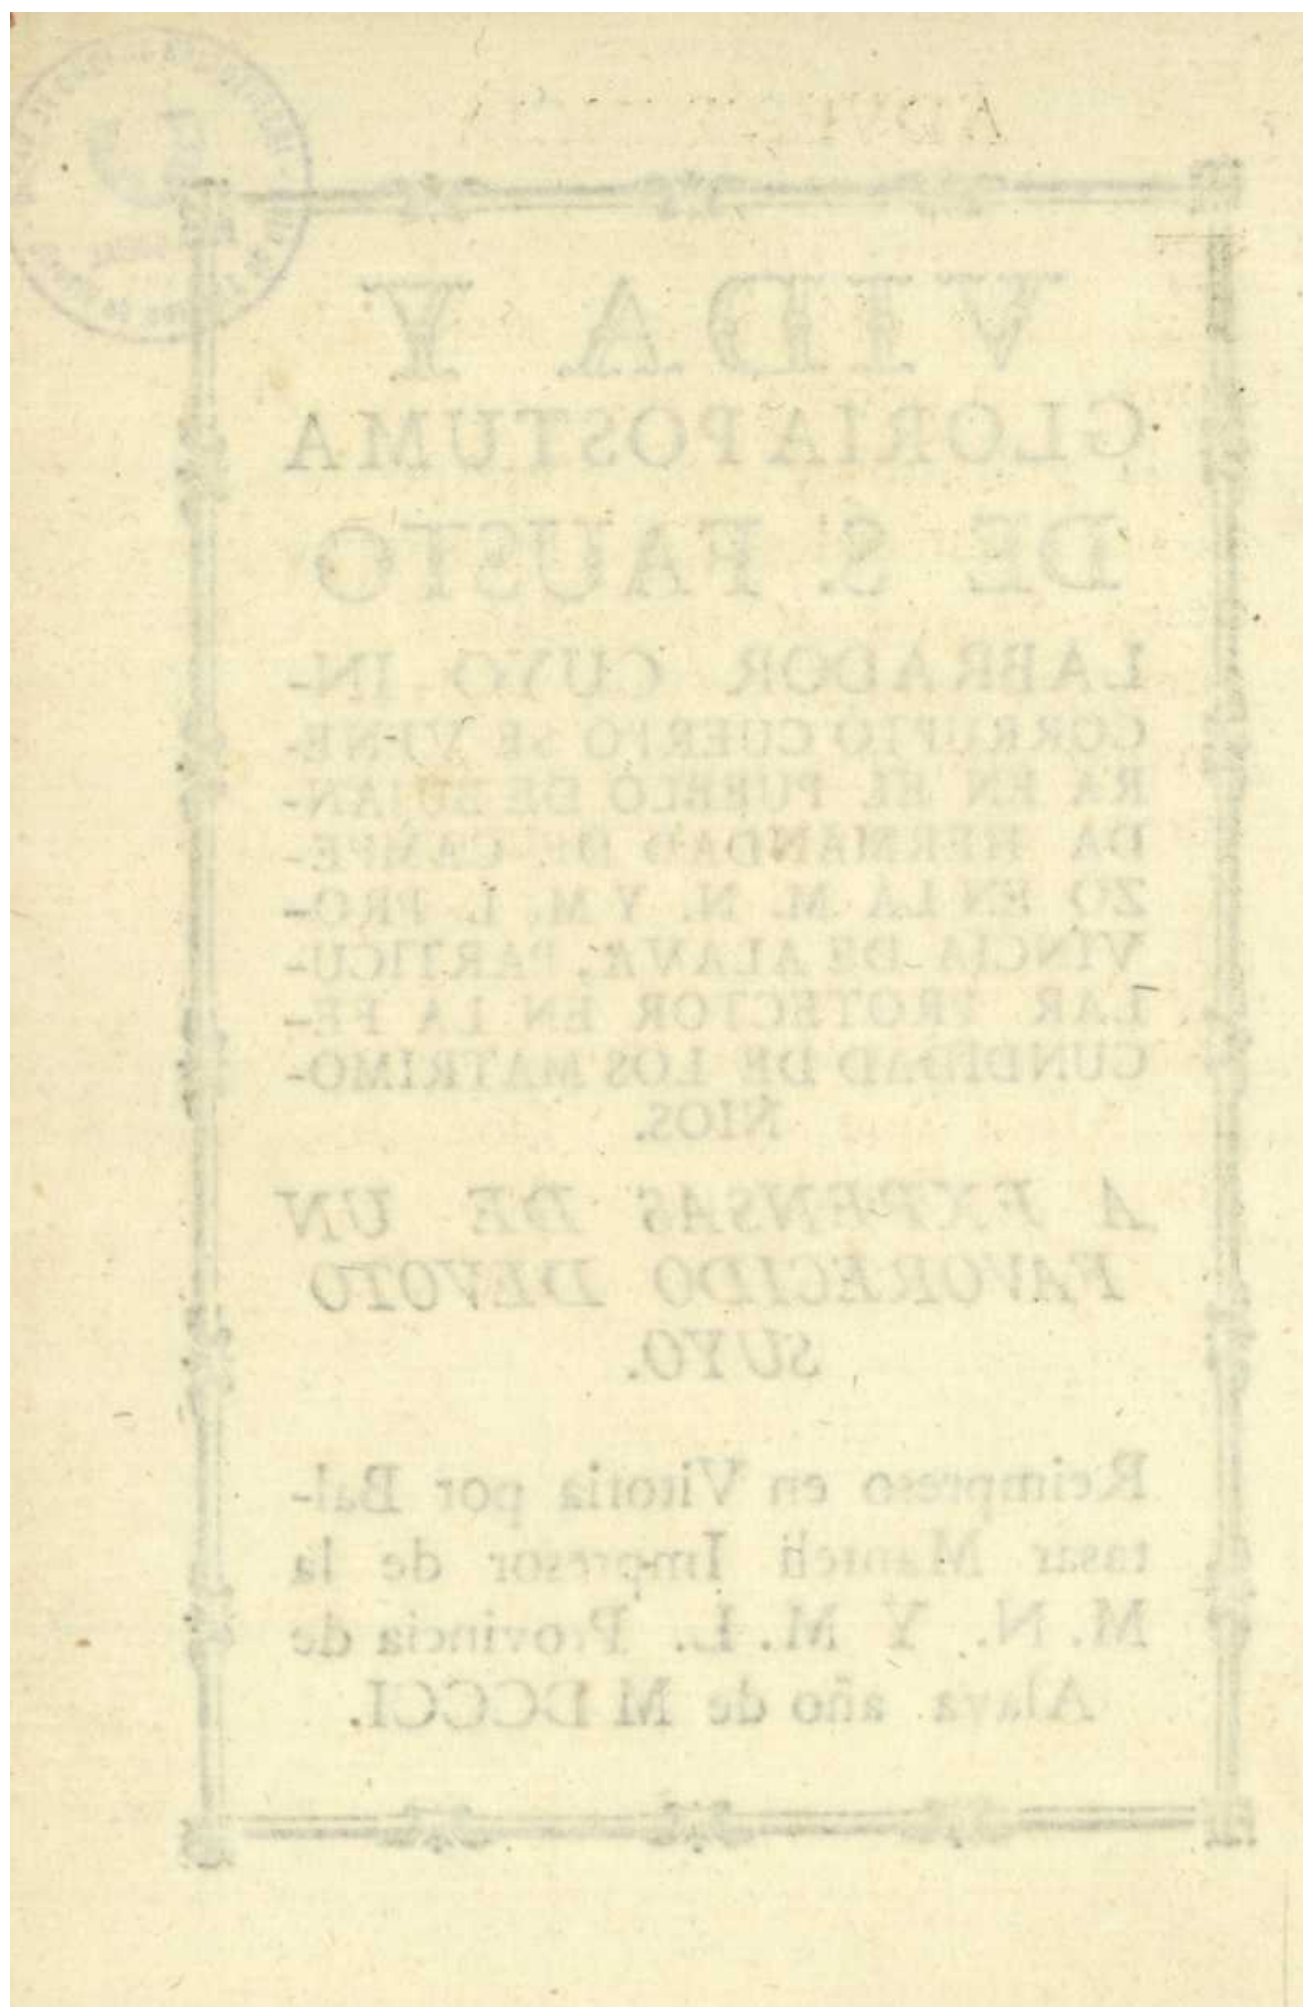 VIDA Y
GLORIA POSTUMA
DE S. FAUSTO
LABRADOR CUYO IN-
CORRUPTO CUERPO SE VENE-
RA EN EL PUEBLO DE BUJAN-
DA HERMANDAD DE CAMPE-
ZO EN LA M. N. Y M. L. PRO-
VINCIA DE ALAVA, PARTICU-
LAR PROTECTOR EN LA FE-
CUNDIDAD DE LOS MATRIMO-
NIOS.
A EXPENSAS DE UN
FAVORECIDO DEVOTO
SUYO.
Reimpreso en Vitoria por Bal-
tasar Manteli Impresor de la
M. N. Y M. L. Provincia de
Alava año de MDCCCI.